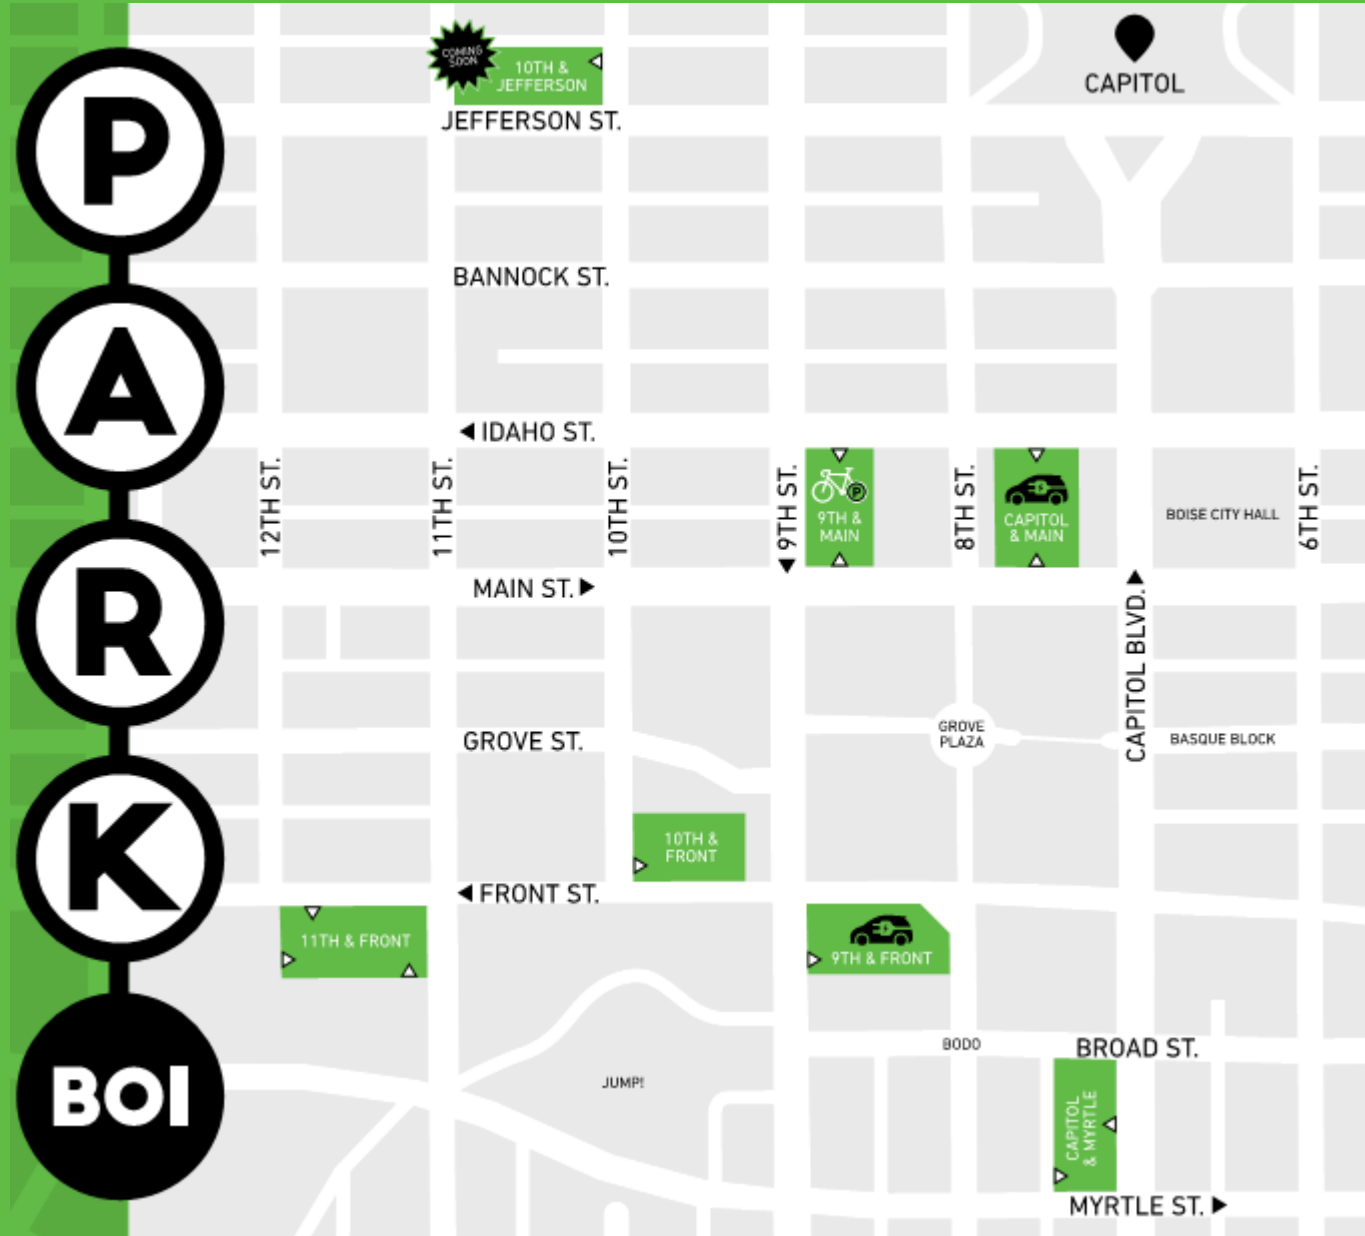 P
A
R
K
BOI
COMING
SOON
10TH &
JEFFERSON
JEFFERSON ST.
CAPITOL
BANNOCK ST.
IDAHO ST.
12TH ST.
11TH ST.
10TH ST.
9TH ST.
P
9TH &
MAIN
8TH ST.
CAPITOL
& MAIN
BOISE CITY HALL
6TH ST.
MAIN ST.
CAPITOL BLVD.
GROVE ST.
GROVE
PLAZA
BASQUE BLOCK
10TH &
FRONT
FRONT ST.
11TH & FRONT
9TH & FRONT
BODO
BROAD ST.
JUMP!
CAPITOL
& MYRTLE
MYRTLE ST.